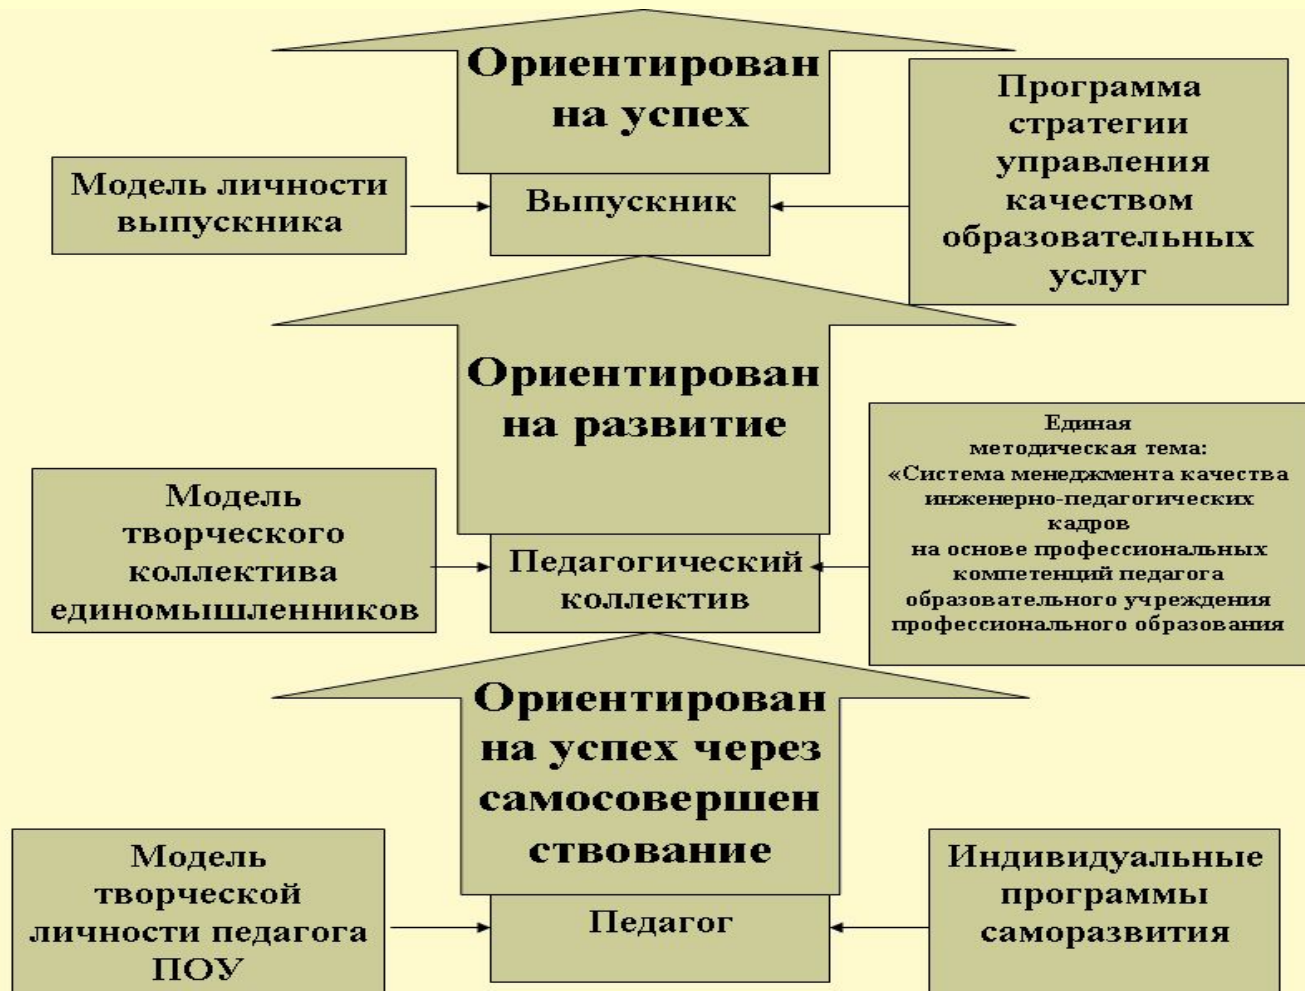 Ориентирован
на успех
Программа
стратегии
управления
качеством
образовательных
услуг
Модель личности
выпускника
Выпускник
Ориентирован
на развитие
Модель
творческого
коллектива
единомышленников
Педагогический
коллектив
Единая
методическая тема:
«Система менеджмента качества
инженерно-педагогических
кадров
на основе профессиональных
компетенций педагога
образовательного учреждения
профессионального образования
Ориентирован
на успех через
самосовершен
ствование
Модель
творческой
личности педагога
ПОУ
Педагог
Индивидуальные
программы
саморазвития